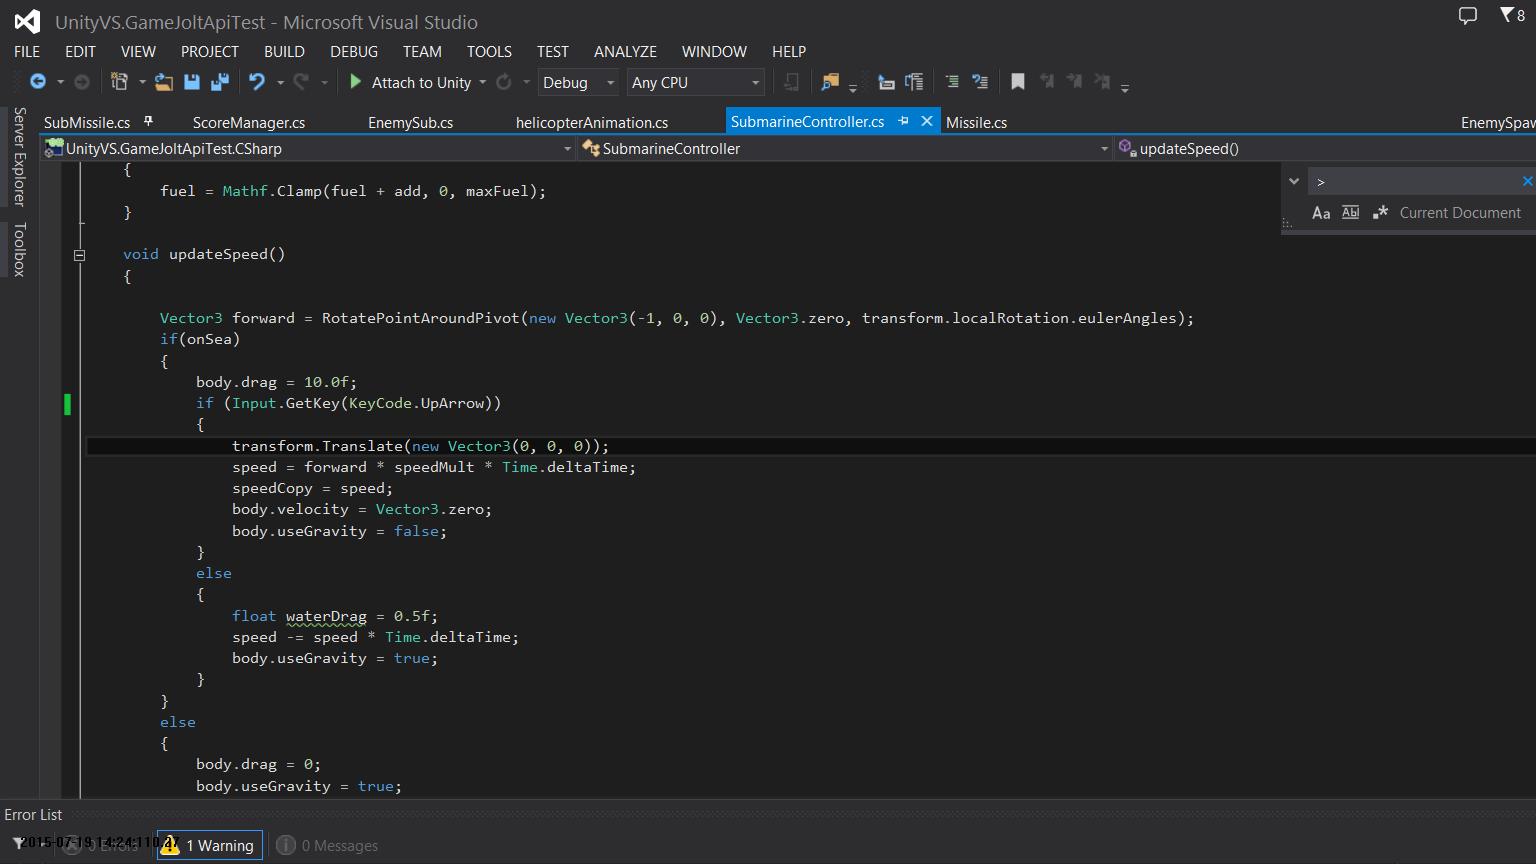 UnityVS.GameJoltApiTest - Microsoft Visual Studio
8
FILE EDIT VIEW PROJECT BUILD DEBUG TEAM TOOLS TEST ANALYZE WINDOW HELP
Attach to Unity Debug Any CPU
Server Explorer
Toolbox
SubMissile.cs ScoreManager.cs EnemySub.cs helicopterAnimation.cs SubmarineController.cs Missile.cs EnemySpaw
UnityVS.GameJoltApiTest.CSharp SubmarineController updateSpeed()
>
Aa Abl .* Current Document
{
fuel = Mathf.Clamp(fuel + add, 0, maxFuel);
}
void updateSpeed()
{
Vector3 forward = RotatePointAroundPivot(new Vector3(-1, 0, 0), Vector3.zero, transform.localRotation.eulerAngles);
if(onSea)
{
body.drag = 10.0f;
if (Input.GetKey(KeyCode.UpArrow))
{
transform.Translate(new Vector3(0, 0, 0));
speed = forward * speedMult * Time.deltaTime;
speedCopy = speed;
body.velocity = Vector3.zero;
body.useGravity = false;
}
else
{
float waterDrag = 0.5f;
speed -= speed * Time.deltaTime;
body.useGravity = true;
}
}
else
{
body.drag = 0;
body.useGravity = true;
Error List
0 Errors 1 Warning 0 Messages
2015-07-19